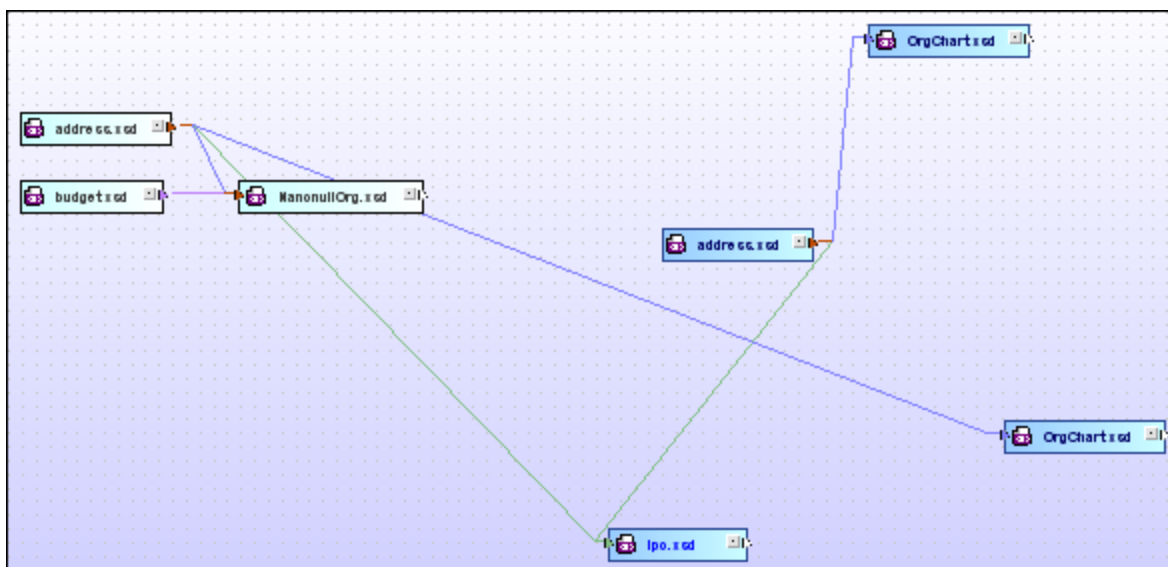 OrgChart.xsd
address.xsd
budget.xsd
NanonullOrg.xsd
address.xsd
OrgChart.xsd
ipo.xsd